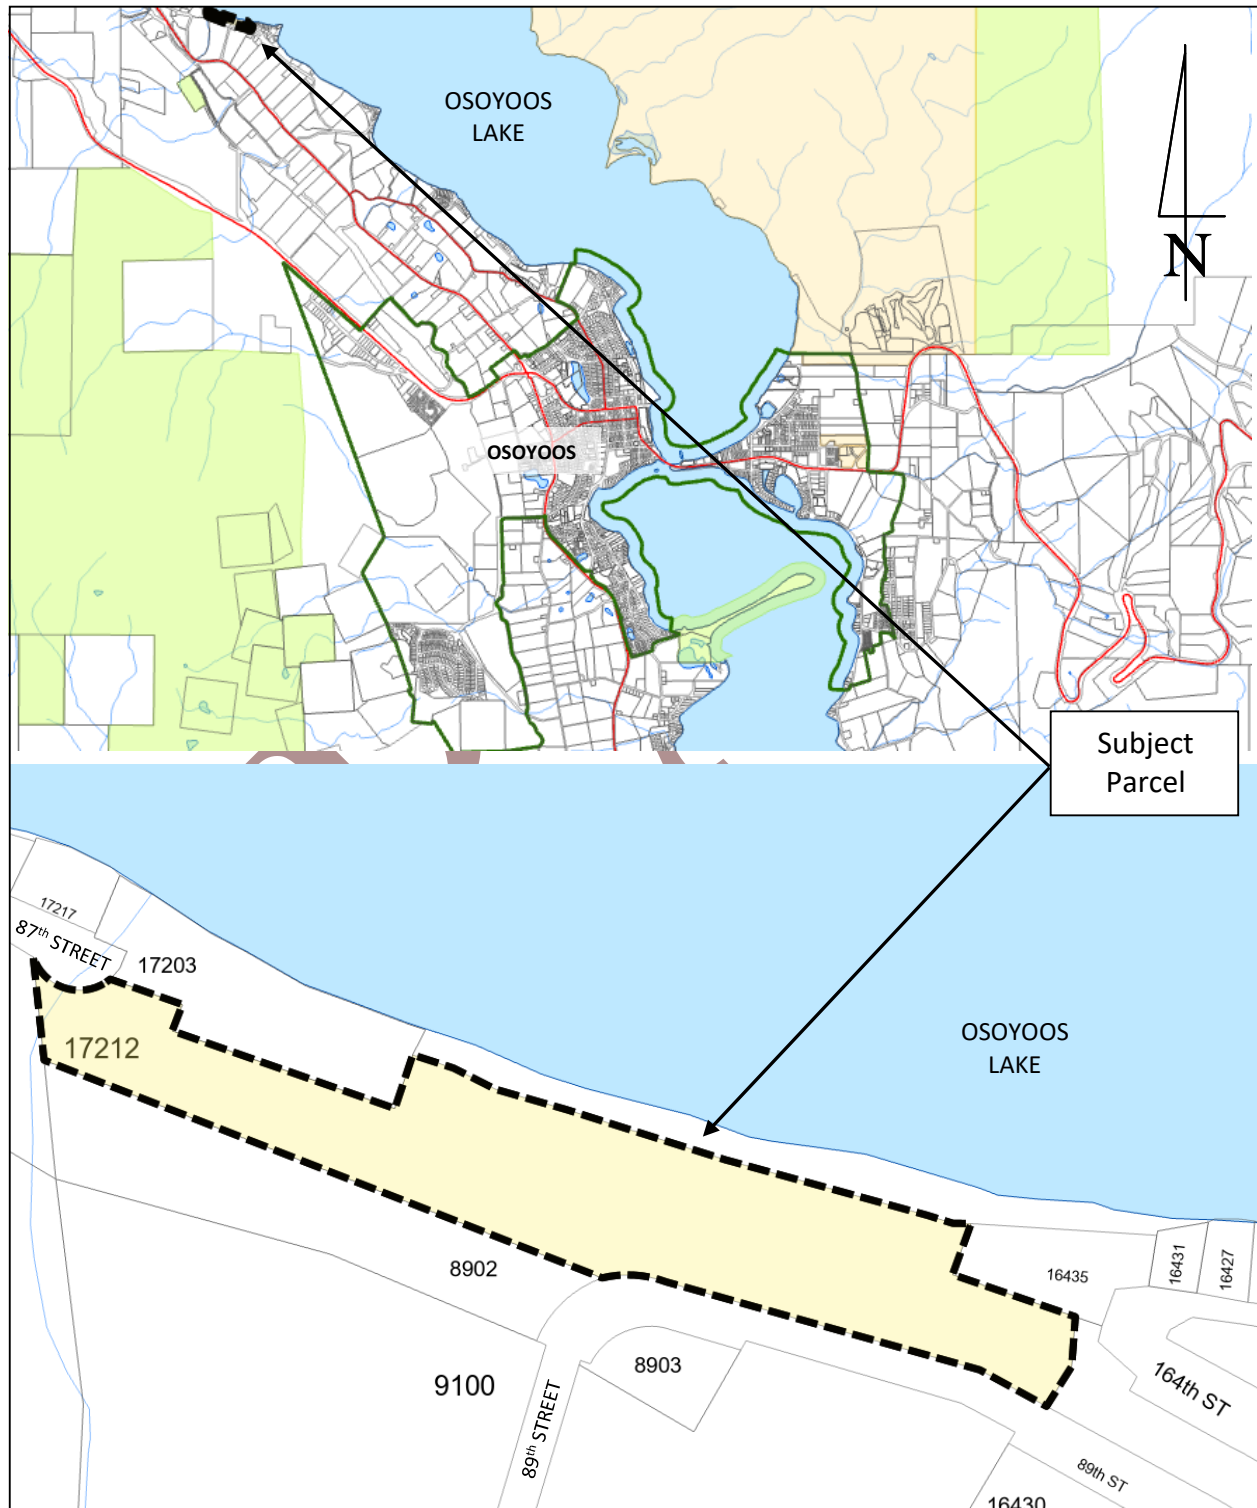 OSOYOOS
LAKE
N
OSOYOOS
Subject
Parcel
17217
87th STREET
17203
17212
OSOYOOS
LAKE
8902
16435
16431
16427
8903
9100
164th ST
89th STREET
89th ST
16430